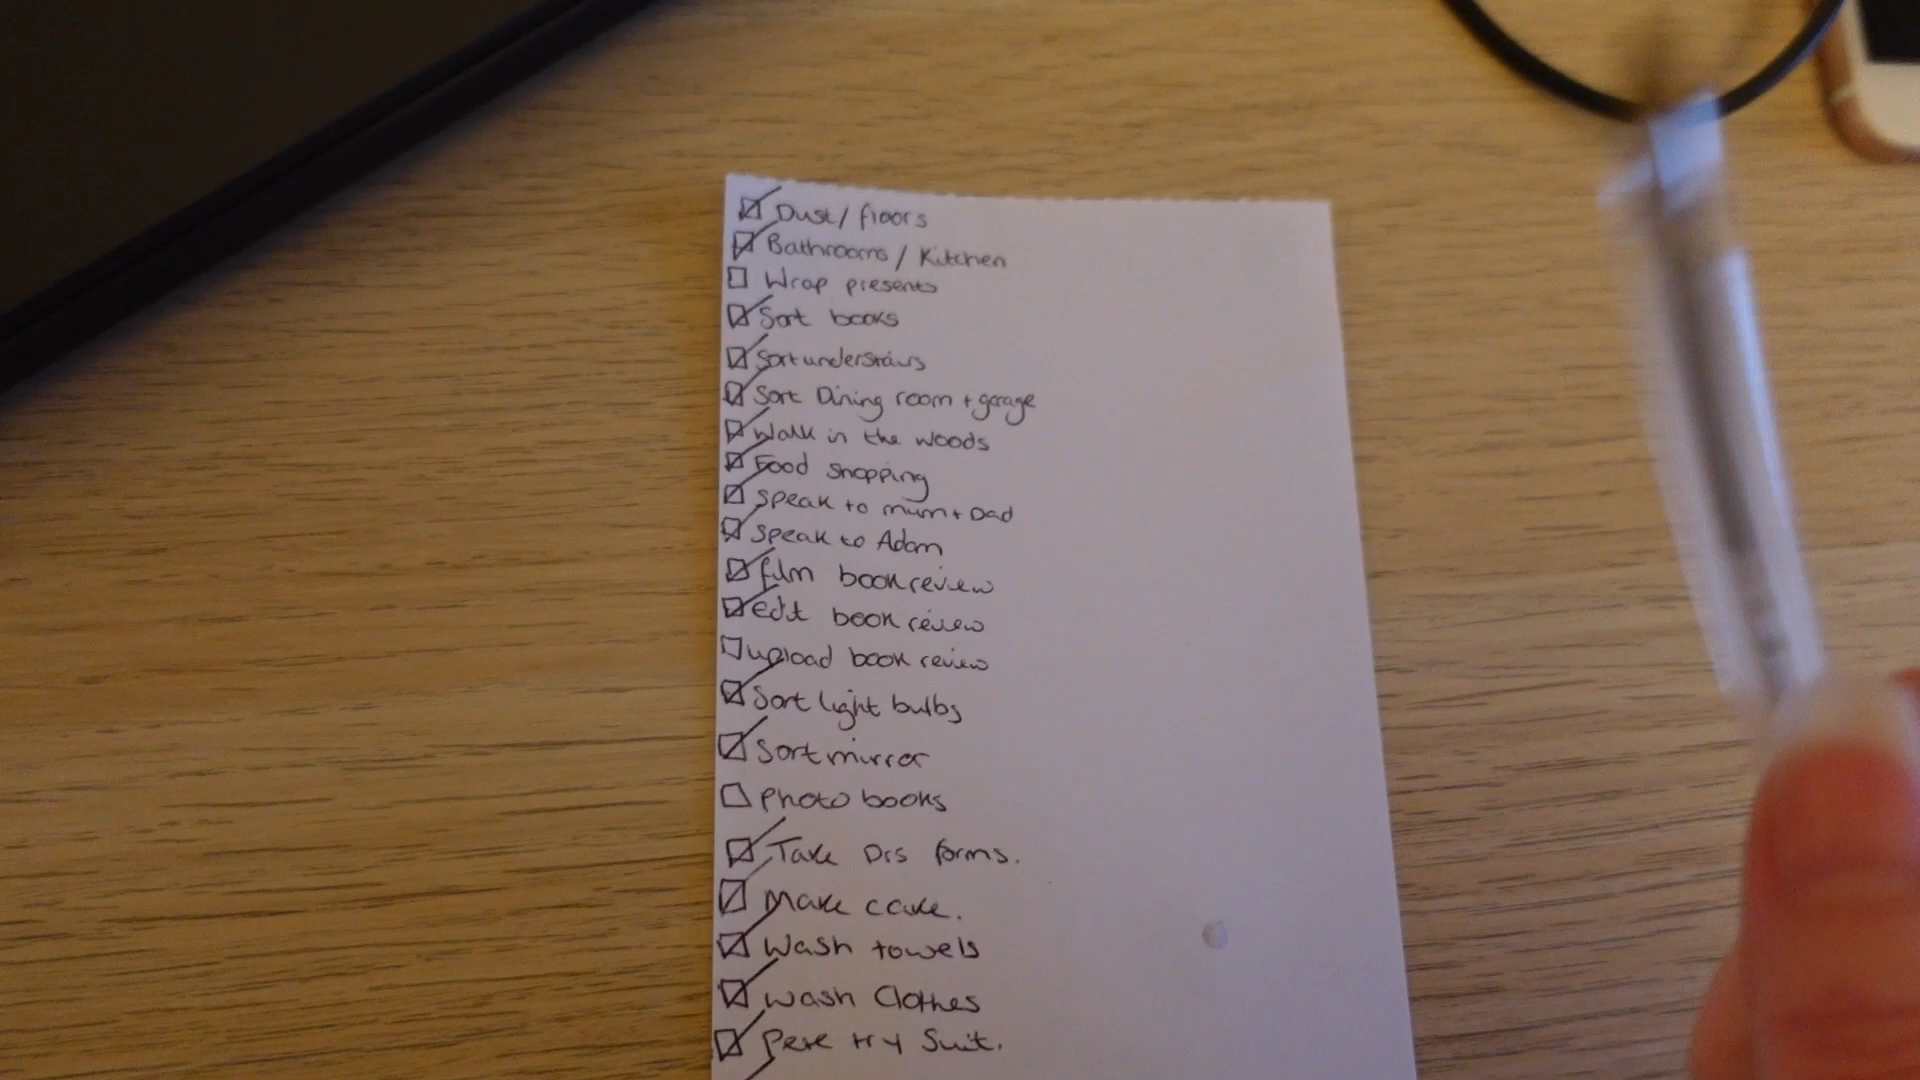 Dust/floors
Bathrooms/Kitchen
Wrap presents
Sort books
Sort understairs
Sort Dining room + garage
Walk in the woods
Food shopping
Speak to mum + Dad
Speak to Adam
film book review
edit book review
upload book review
Sort light bulbs
Sort mirror
Photo books
Take Drs forms.
Make cake.
Wash towels
Wash Clothes
Pete try Suit.